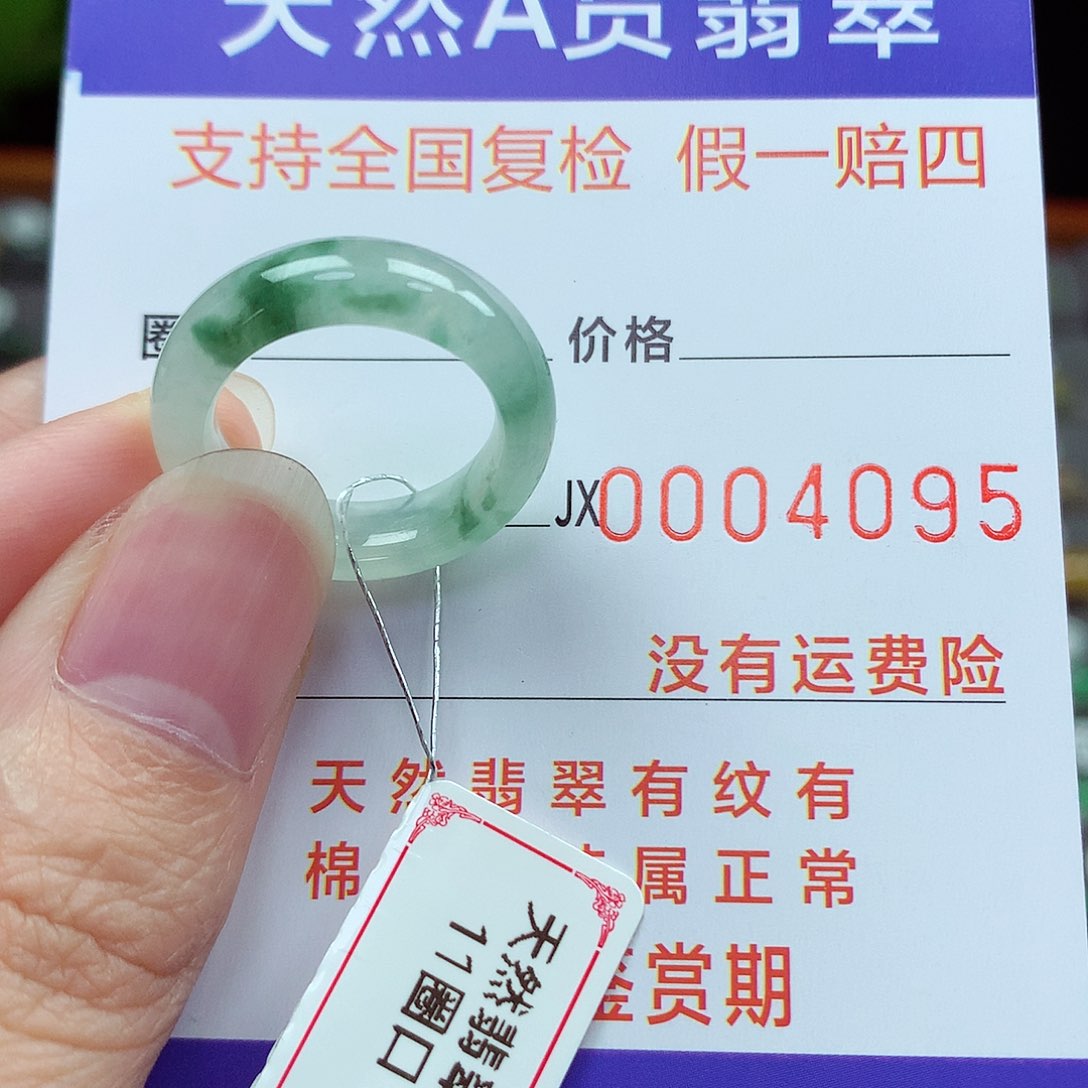 天然A货翡翠
支持全国复检 假一赔四
圈
价格
JX0004095
没有运费险
天然翡翠有纹有
棉
属正常
鉴赏期
天然翡翠
11圈口